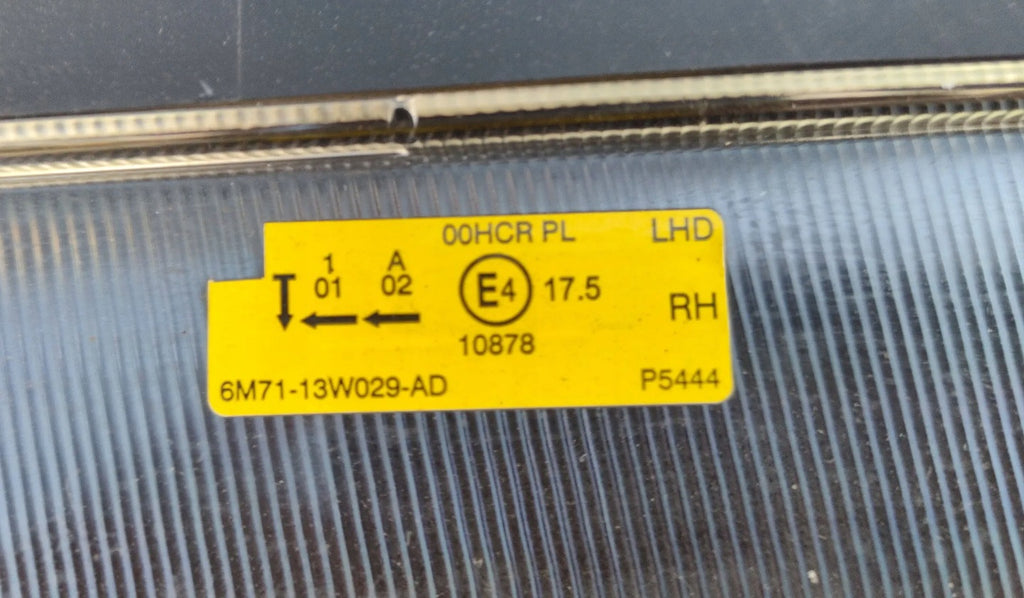 00HCR PL LHD
1 A
01 02 E4 17.5
RH
10878
6M71-13W029-AD P5444